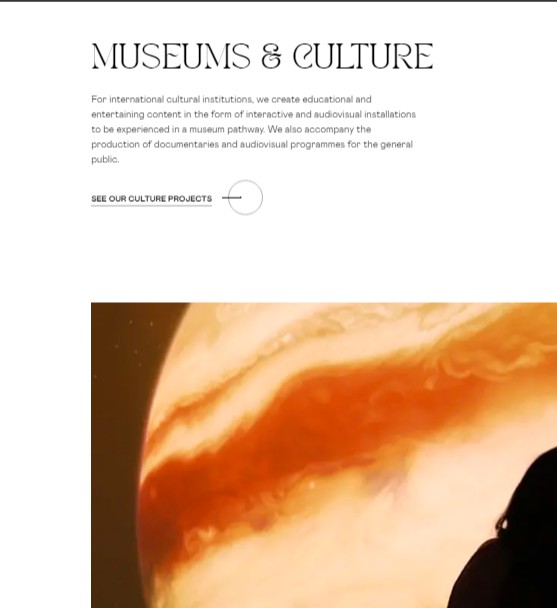 MUSEUMS & CULTURE
For international cultural institutions, we create educational and
entertaining content in the form of interactive and audiovisual installations
to be experienced in a museum pathway. We also accompany the
production of documentaries and audiovisual programmes for the general
public.
SEE OUR CULTURE PROJECTS